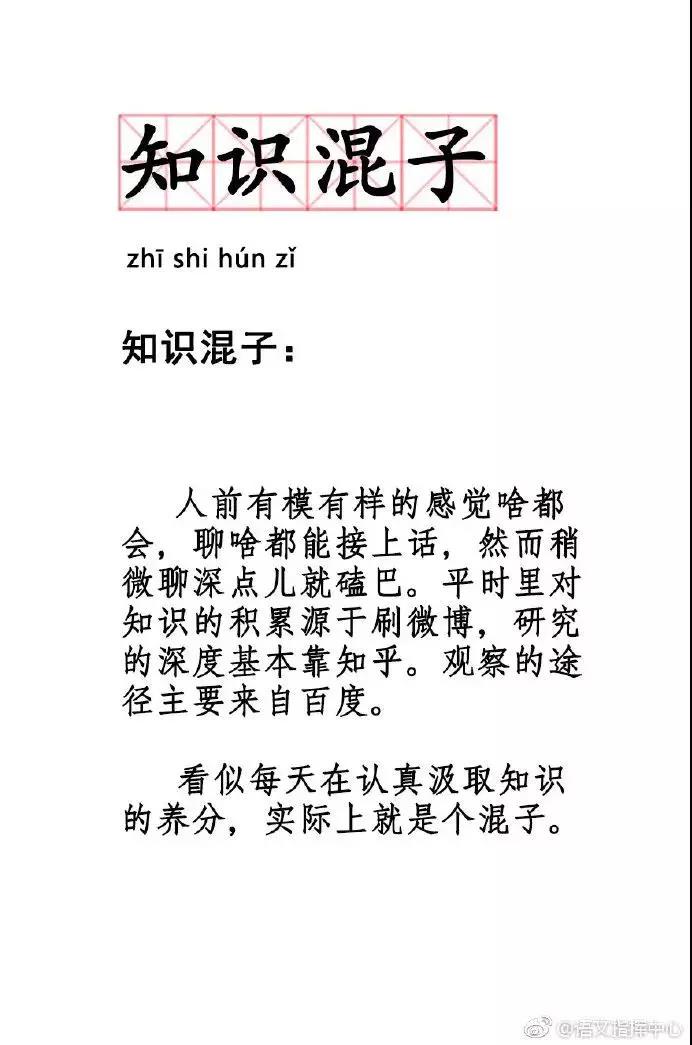 知识混子
zhī shi hún zǐ
知识混子：
人前有模有样的感觉啥都
会，聊啥都能接上话，然而稍
微聊深点儿就磕巴。平时里对
知识的积累源于刷微博，研究
的深度基本靠知乎。观察的途
径主要来自百度。
看似每天在认真汲取知识
的养分，实际上就是个混子。
@语文指挥中心